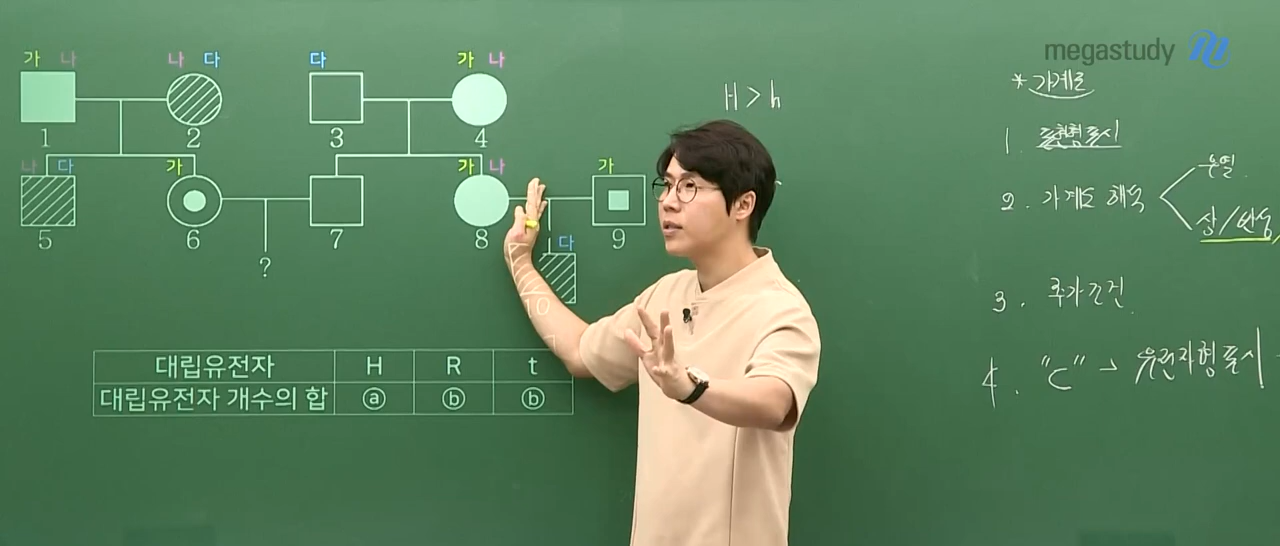 megastudy
가 나 나 다 다 가 나
1 2 3 4
나 다 가 가 나 가
5 6 7 8 9
?
다
10
H > h
* 가계도
1. 표현형 표시
2. 가계도 해석
우열
상/반성
3. 추가조건
4. "C" → 유전자형 표시
대립유전자 H R t
대립유전자 개수의 합 ⓐ ⓑ ⓑ